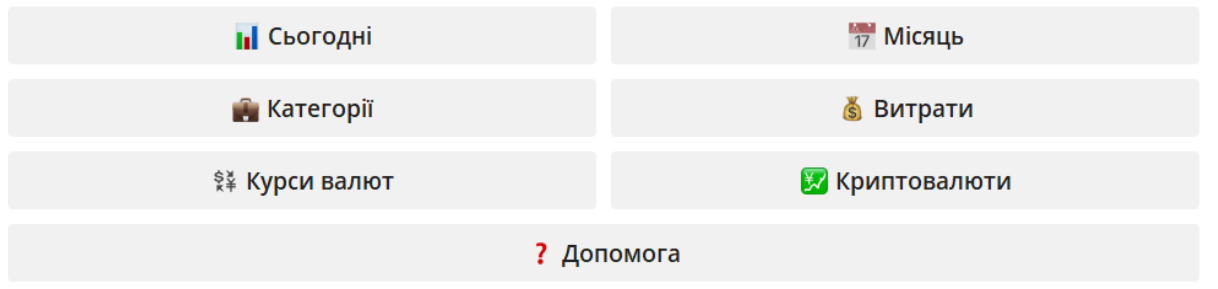 📊 Сьогодні
📅 Місяць
💼 Категорії
💰 Витрати
💱 Курси валют
💹 Криптовалюти
❓ Допомога